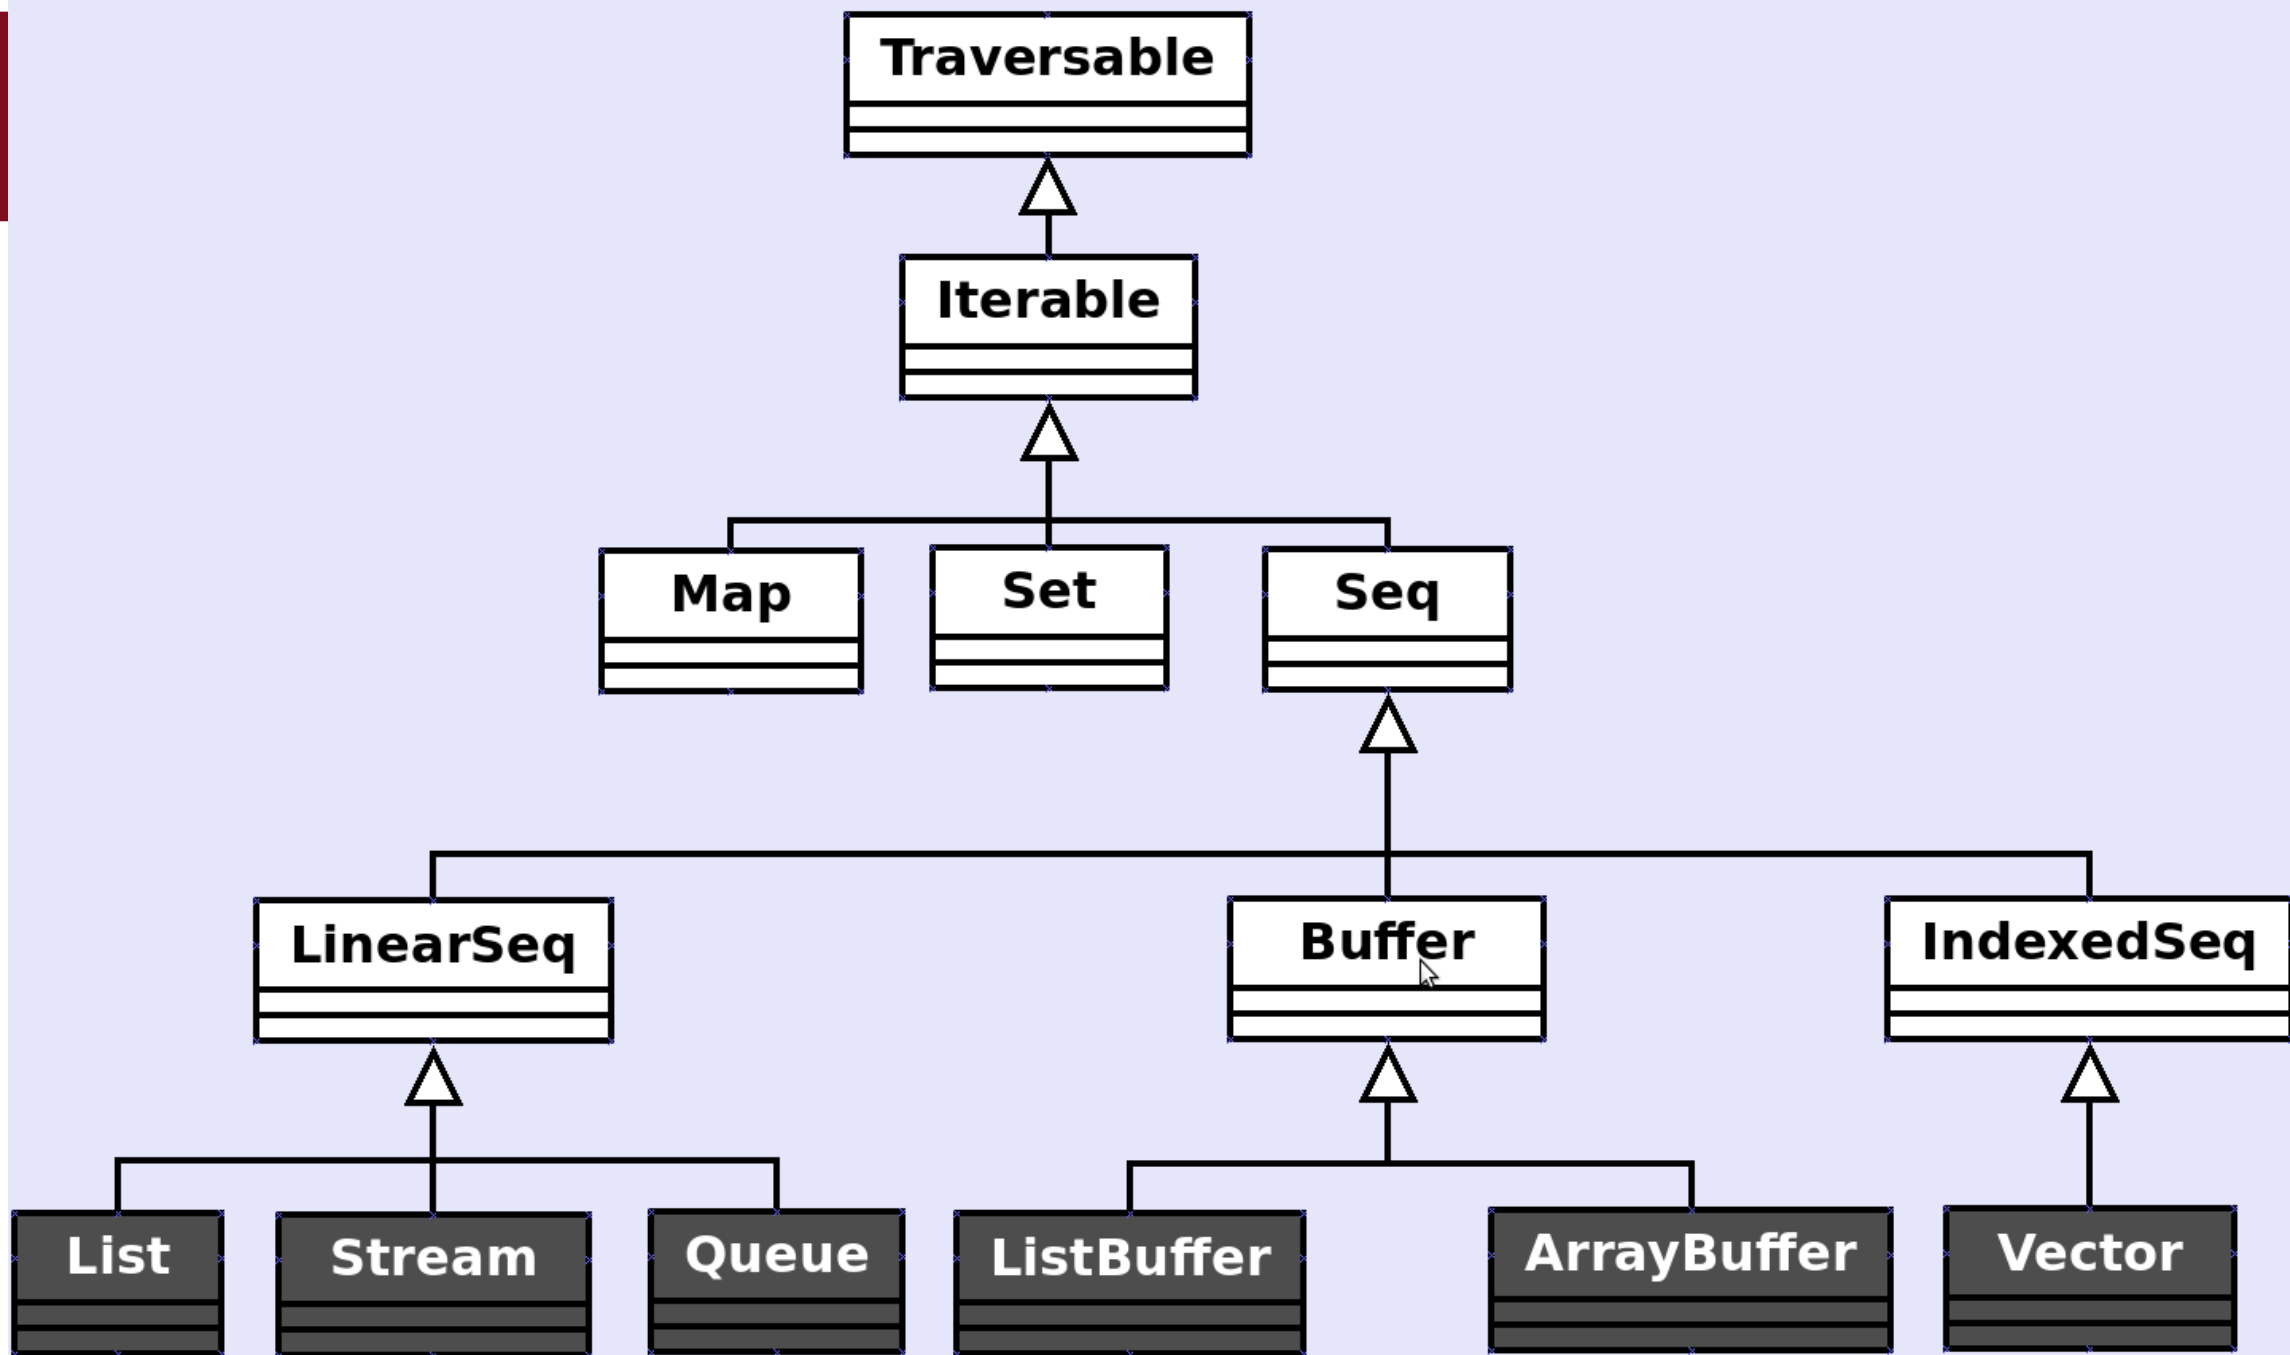 Traversable
Iterable
Map
Set
Seq
LinearSeq
Buffer
IndexedSeq
List
Stream
Queue
ListBuffer
ArrayBuffer
Vector